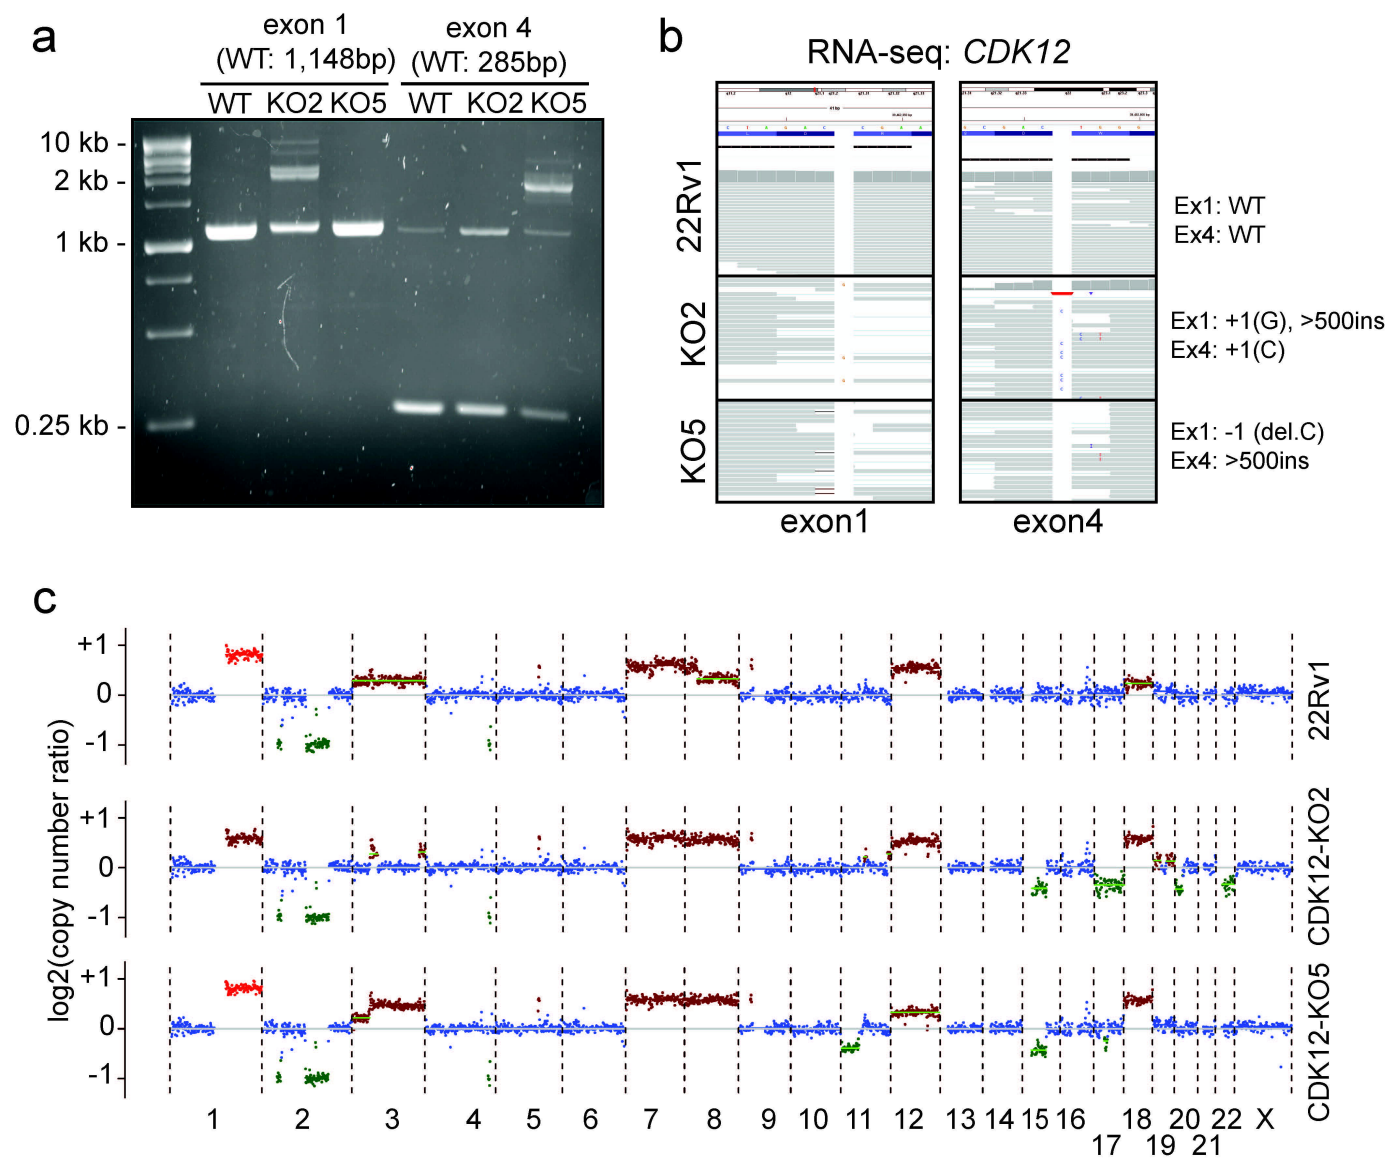 a
exon 1
(WT: 1,148bp)
exon 4
(WT: 285bp)
WT KO2 KO5 WT KO2 KO5
10 kb -
2 kb -
1 kb -
0.25 kb -
b
RNA-seq: CDK12
22Rv1
KO2
KO5
Ex1: WT
Ex4: WT
Ex1: +1(G), >500ins
Ex4: +1(C)
Ex1: -1 (del.C)
Ex4: >500ins
exon1
exon4
c
log2(copy number ratio)
+1
0
-1
22Rv1
+1
0
-1
CDK12-KO2
+1
0
-1
CDK12-KO5
1 2 3 4 5 6 7 8 9 10 11 12 13 14 15 16 18 20 22 X
17 19 21